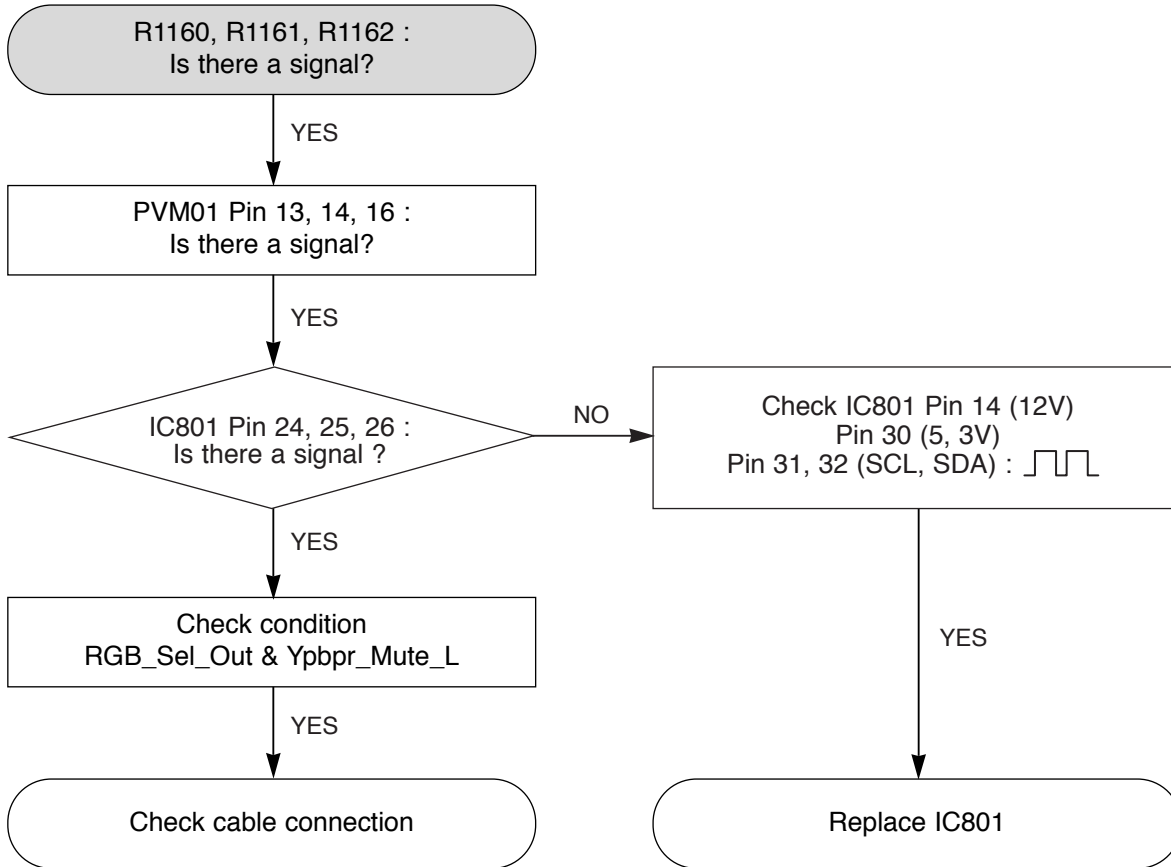 R1160, R1161, R1162 :
Is there a signal?
YES
PVM01 Pin 13, 14, 16 :
Is there a signal?
YES
IC801 Pin 24, 25, 26 :
Is there a signal ?
NO
Check IC801 Pin 14 (12V)
Pin 30 (5, 3V)
Pin 31, 32 (SCL, SDA) :
YES
Check condition
RGB_Sel_Out & Ypbpr_Mute_L
YES
YES
Check cable connection
Replace IC801